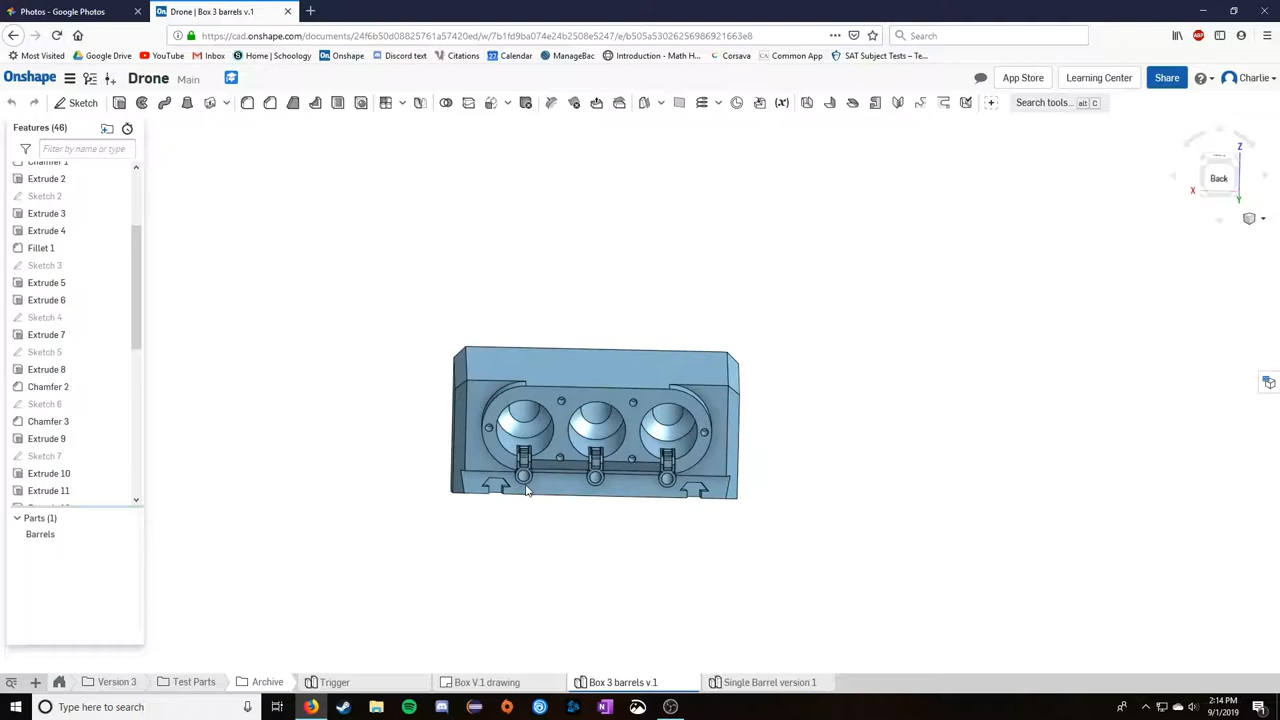 Photos - Google Photos
On. Drone | Box 3 barrels v.1
https://cad.onshape.com/documents/24f6b50d08825761a57420ed/w/7b1fd9ba074e24b2508e5247/e/b505a53026256986921663e8
Search
Most Visited Google Drive YouTube Inbox Home | Schoology Onshape Discord text Citations Calendar ManageBac Introduction - Math H... Corsava Common App SAT Subject Tests – Te...
Onshape Drone Main App Store Learning Center Share Charlie
Sketch Search tools... alt C
Features (46)
Filter by name or type
Chamfer 1
Extrude 2
Sketch 2
Extrude 3
Extrude 4
Fillet 1
Sketch 3
Extrude 5
Extrude 6
Sketch 4
Extrude 7
Sketch 5
Extrude 8
Chamfer 2
Sketch 6
Chamfer 3
Extrude 9
Sketch 7
Extrude 10
Extrude 11
Parts (1)
Barrels
Z
Back
X
Y
Version 3 Test Parts Archive Trigger Box V.1 drawing Box 3 barrels v.1 Single Barrel version 1
Type here to search
2:14 PM
9/1/2019